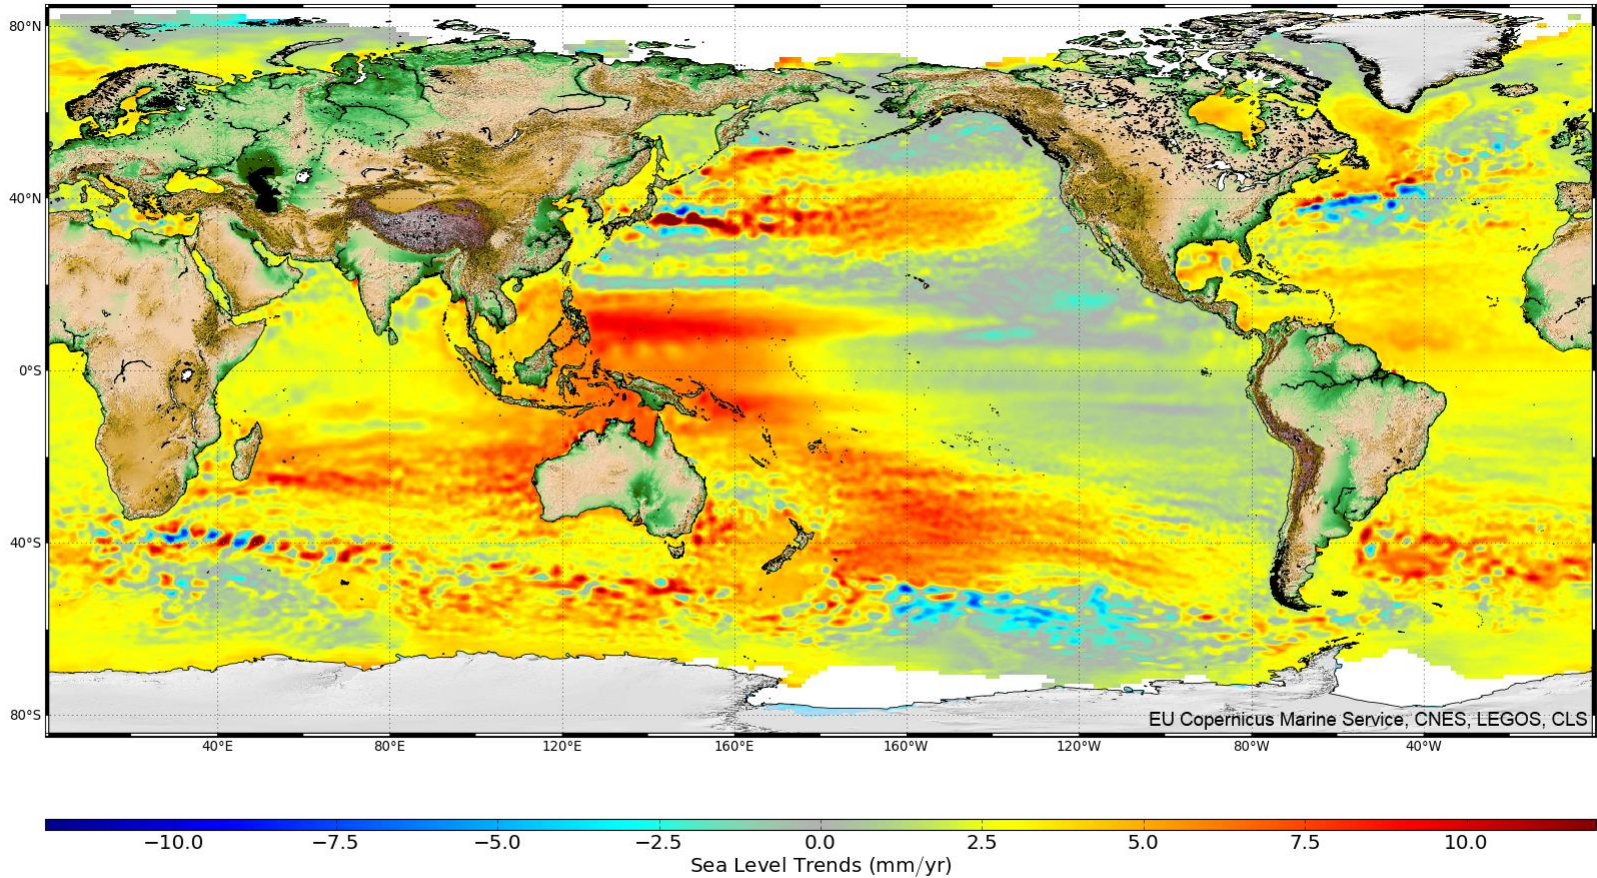 80°N
40°N
0°S
40°S
80°S
EU Copernicus Marine Service, CNES, LEGOS, CLS
40°E 80°E 120°E 160°E 160°W 120°W 80°W 40°W
−10.0 −7.5 −5.0 −2.5 0.0 2.5 5.0 7.5 10.0
Sea Level Trends (mm/yr)